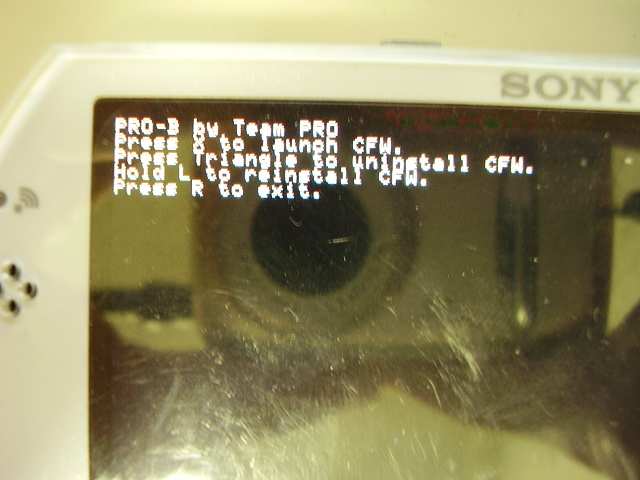 SONY
PRO-B by Team PRO
Press X to launch CFW.
Press Triangle to uninstall CFW.
Hold L to reinstall CFW.
Press R to exit.